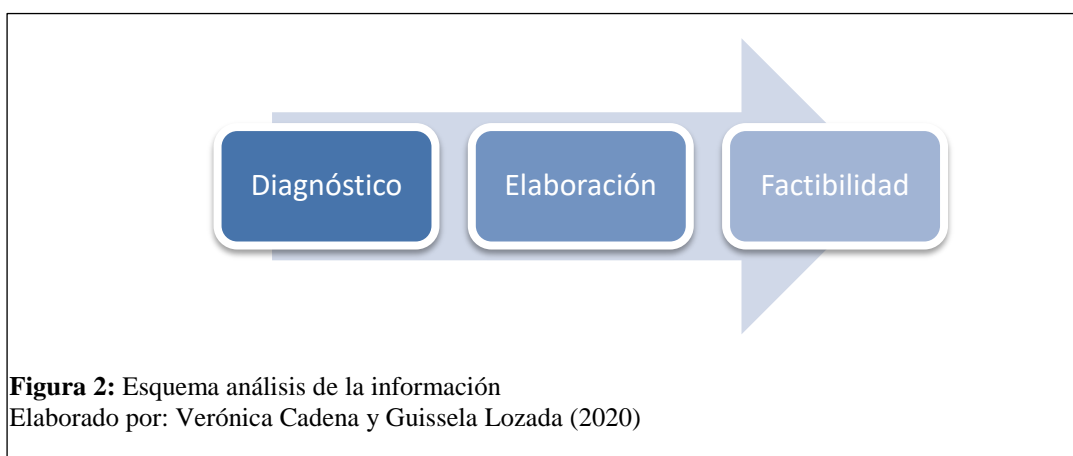 Diagnóstico
Elaboración
Factibilidad
Figura 2: Esquema análisis de la información
Elaborado por: Verónica Cadena y Guissela Lozada (2020)